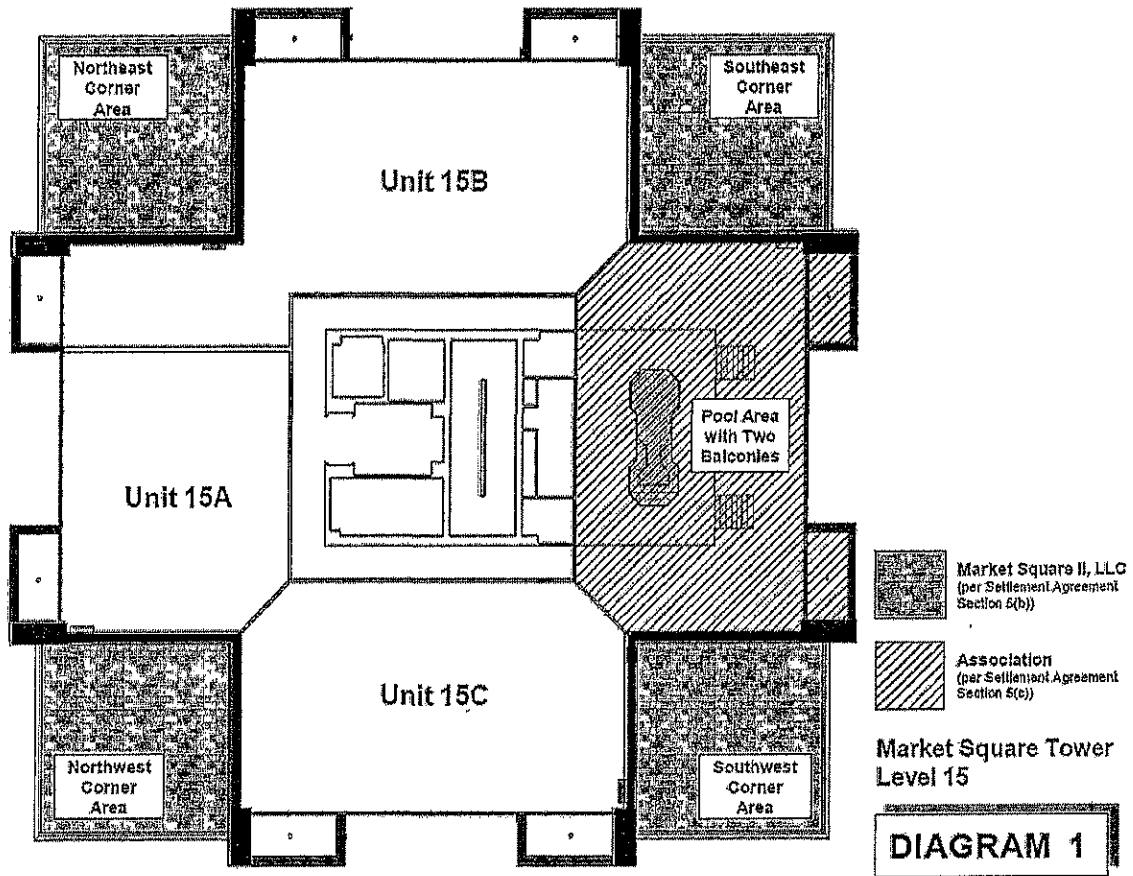 Northeast
Corner
Area
Southeast
Corner
Area
Unit 15B
Pool Area
with Two
Balconies
Unit 15A
Unit 15C
Northwest
Corner
Area
Southwest
Corner
Area
Market Square II, LLC
(per Settlement Agreement
Section 5(b))
Association
(per Settlement Agreement
Section 5(c))
Market Square Tower
Level 15
DIAGRAM 1